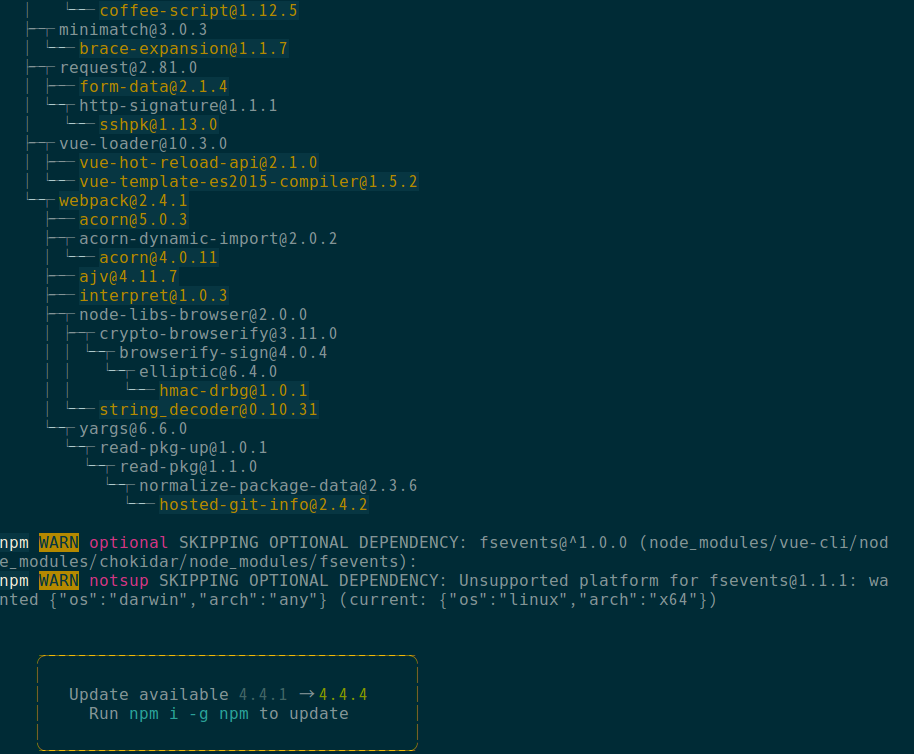 │   └── coffee-script@1.12.5
├─┬ minimatch@3.0.3
│ └── brace-expansion@1.1.7
├─┬ request@2.81.0
│ ├── form-data@2.1.4
│ └─┬ http-signature@1.1.1
│   └── sshpk@1.13.0
├─┬ vue-loader@10.3.0
│ ├── vue-hot-reload-api@2.1.0
│ └── vue-template-es2015-compiler@1.5.2
└─┬ webpack@2.4.1
  ├── acorn@5.0.3
  ├─┬ acorn-dynamic-import@2.0.2
  │ └── acorn@4.0.11
  ├── ajv@4.11.7
  ├── interpret@1.0.3
  ├─┬ node-libs-browser@2.0.0
  │ ├─┬ crypto-browserify@3.11.0
  │ │ └─┬ browserify-sign@4.0.4
  │ │   └─┬ elliptic@6.4.0
  │ │     └── hmac-drbg@1.0.1
  │ └── string_decoder@0.10.31
  └─┬ yargs@6.6.0
    └─┬ read-pkg-up@1.0.1
      └─┬ read-pkg@1.1.0
        └─┬ normalize-package-data@2.3.6
          └── hosted-git-info@2.4.2
npm WARN optional SKIPPING OPTIONAL DEPENDENCY: fsevents@^1.0.0 (node_modules/vue-cli/nod
e_modules/chokidar/node_modules/fsevents):
npm WARN notsup SKIPPING OPTIONAL DEPENDENCY: Unsupported platform for fsevents@1.1.1: wa
nted {"os":"darwin","arch":"any"} (current: {"os":"linux","arch":"x64"})
Update available 4.4.1 → 4.4.4
Run npm i -g npm to update